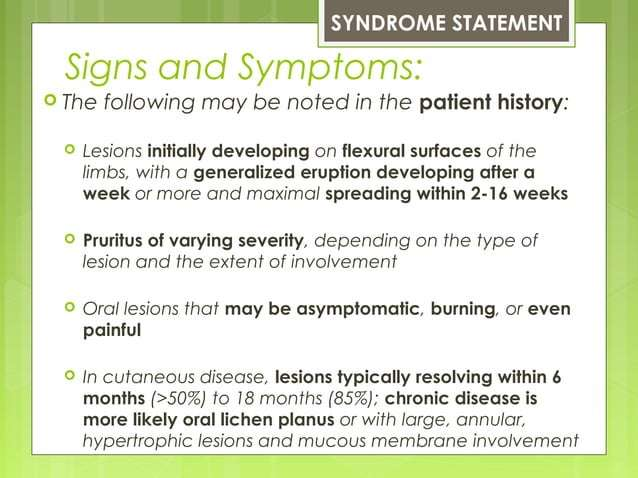 SYNDROME STATEMENT
Signs and Symptoms:
The following may be noted in the patient history:
Lesions initially developing on flexural surfaces of the
limbs, with a generalized eruption developing after a
week or more and maximal spreading within 2-16 weeks
Pruritus of varying severity, depending on the type of
lesion and the extent of involvement
Oral lesions that may be asymptomatic, burning, or even
painful
In cutaneous disease, lesions typically resolving within 6
months (>50%) to 18 months (85%); chronic disease is
more likely oral lichen planus or with large, annular,
hypertrophic lesions and mucous membrane involvement